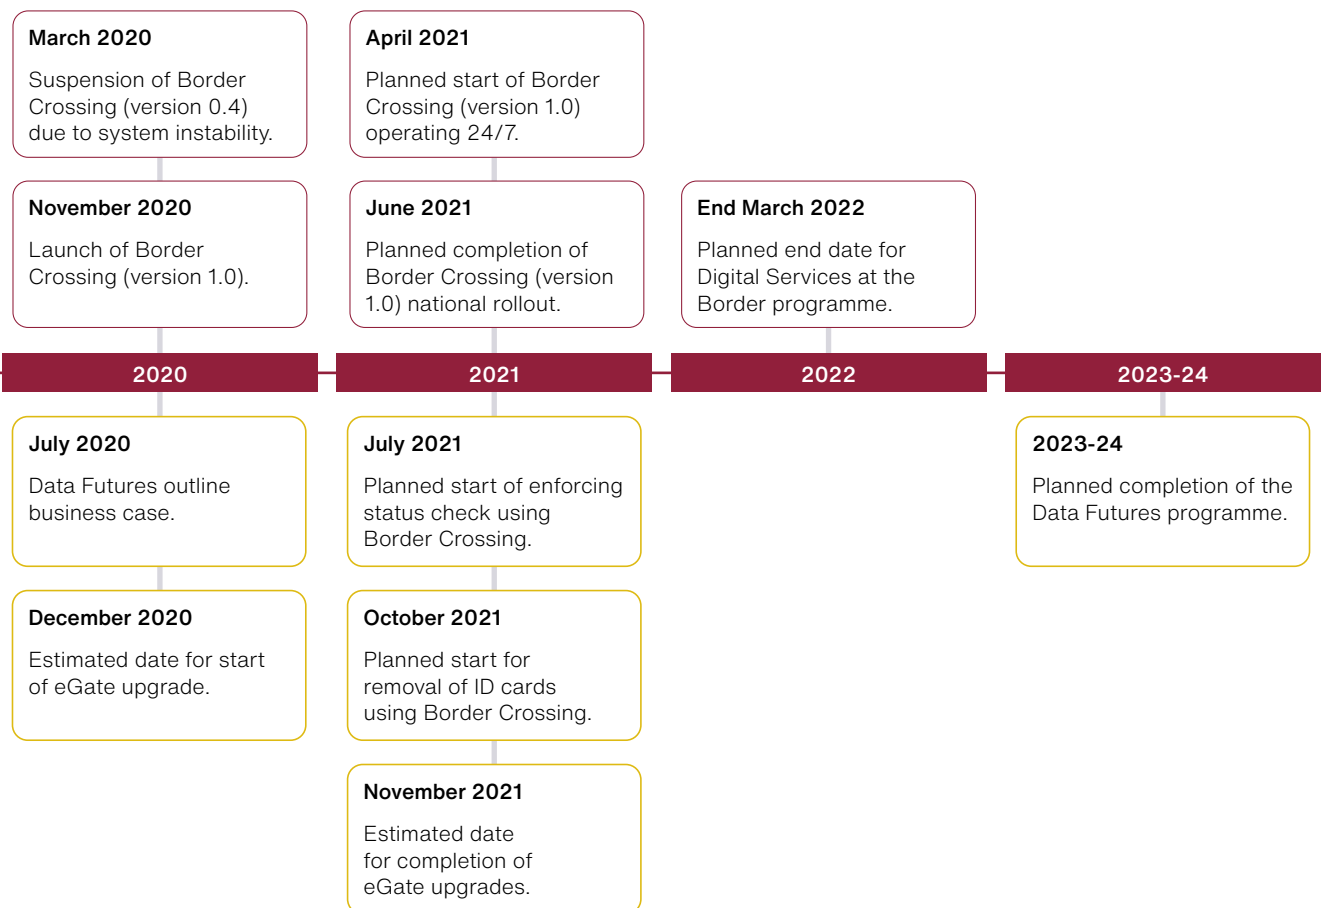 March 2020
Suspension of Border
Crossing (version 0.4)
due to system instability.
April 2021
Planned start of Border
Crossing (version 1.0)
operating 24/7.
November 2020
Launch of Border
Crossing (version 1.0).
June 2021
Planned completion of
Border Crossing (version
1.0) national rollout.
End March 2022
Planned end date for
Digital Services at the
Border programme.
2020
2021
2022
2023-24
July 2020
Data Futures outline
business case.
July 2021
Planned start of enforcing
status check using
Border Crossing.
2023-24
Planned completion of the
Data Futures programme.
December 2020
Estimated date for start
of eGate upgrade.
October 2021
Planned start for
removal of ID cards
using Border Crossing.
November 2021
Estimated date
for completion of
eGate upgrades.